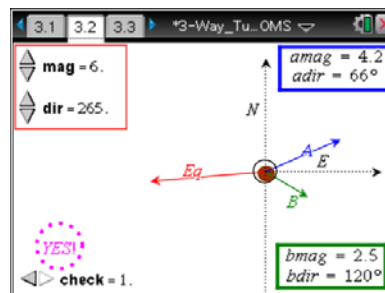 3.1 3.2 3.3 *3-Way_Tu...OMS
mag = 6.
dir = 265.
amag = 4.2
adir = 66°
N
A
E
Eq
B
YES!
check = 1.
bmag = 2.5
bdir = 120°